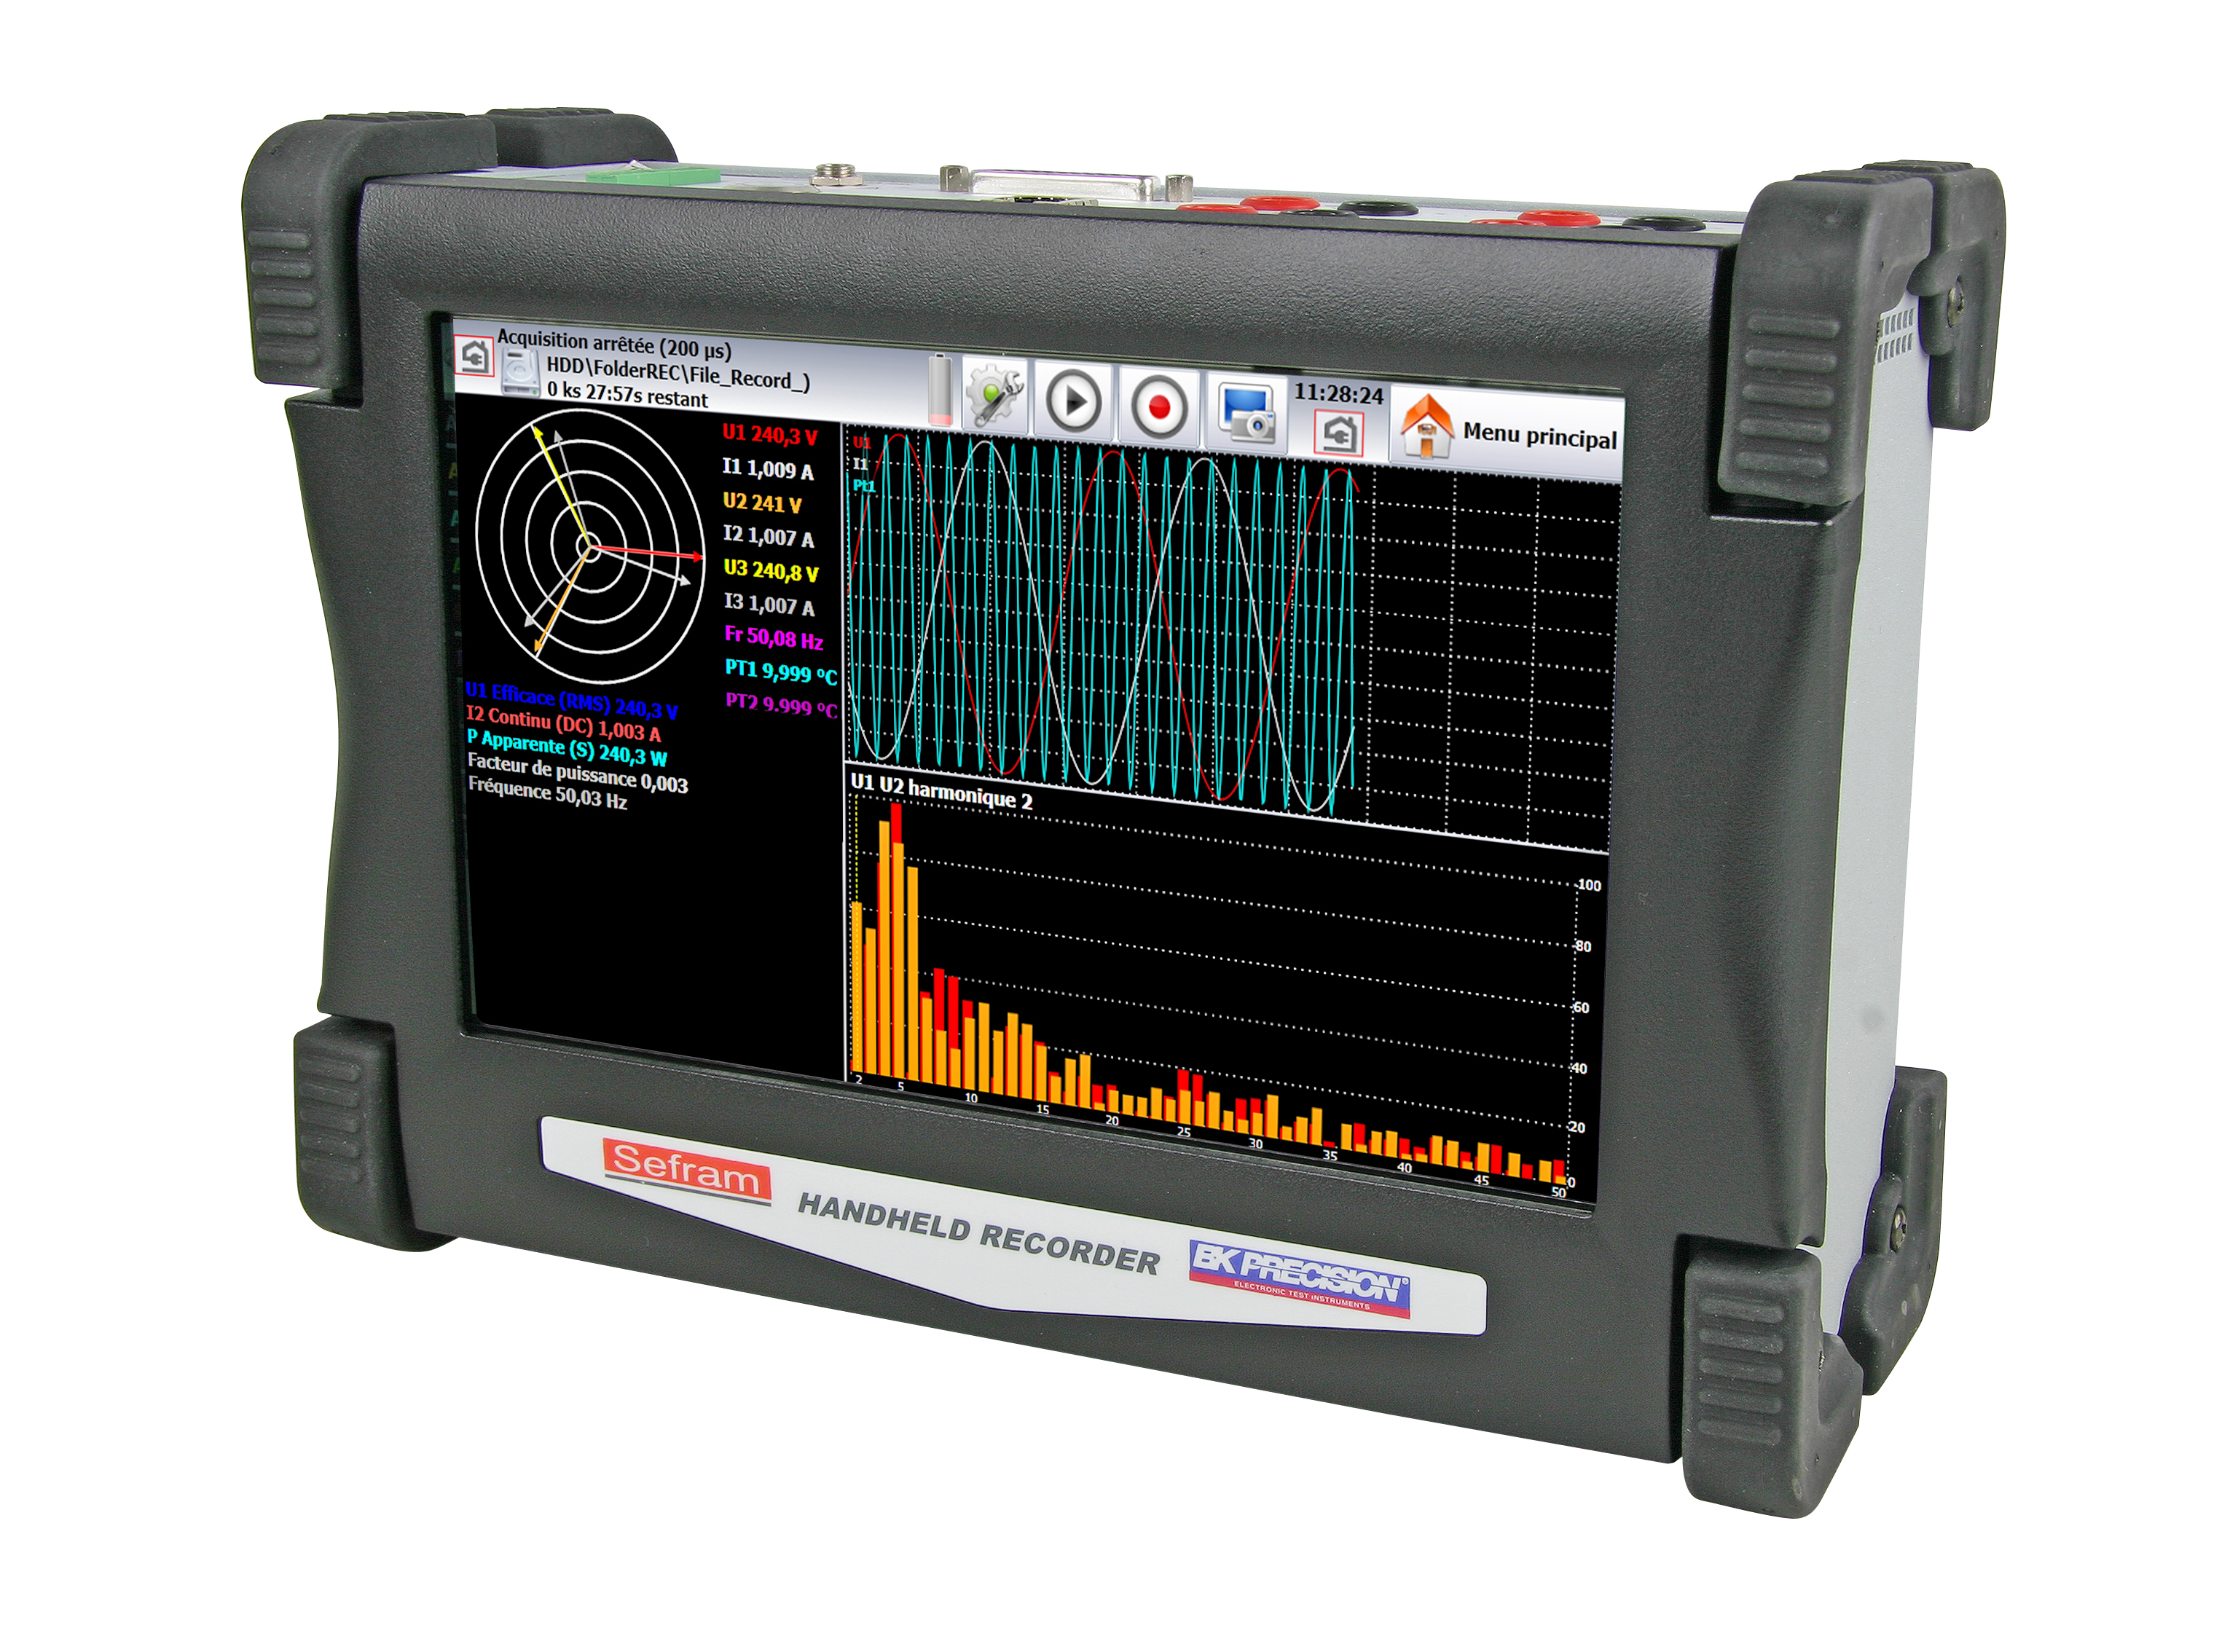 Acquisition arrêtée (200 µs)
HDD\FolderREC\File_Record_)
0 ks 27:57s restant
11:28:24
Menu principal
U1 240,3 V
I1 1,009 A
U2 241 V
I2 1,007 A
U3 240,8 V
I3 1,007 A
Fr 50,08 Hz
PT1 9,999 °C
PT2 9,999 °C
U1 Efficace (RMS) 240,3 V
I2 Continu (DC) 1,003 A
P Apparente (S) 240,3 W
Facteur de puissance 0,003
Fréquence 50,03 Hz
U1
I1
Pt1
U1 U2 harmonique 2
100
80
60
40
20
0
2 5 10 15 20 25 30 35 40 45 50
Sefram
HANDHELD RECORDER
BK PRECISION®
ELECTRONIC TEST INSTRUMENTS